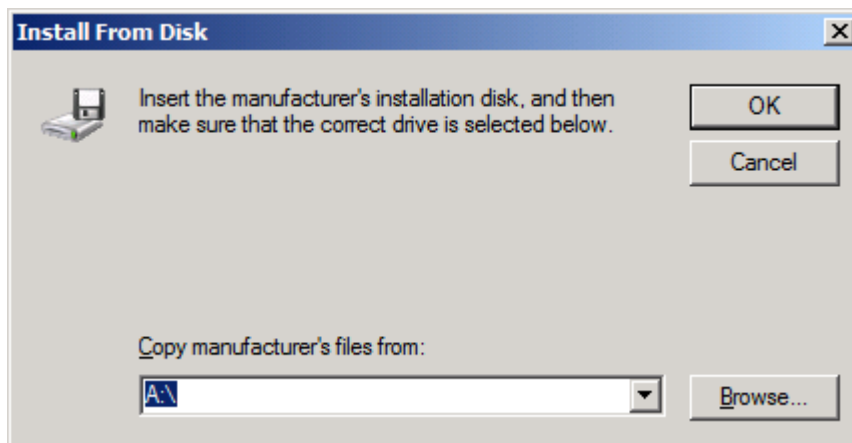 Install From Disk
Insert the manufacturer's installation disk, and then
make sure that the correct drive is selected below.
OK
Cancel
Copy manufacturer's files from:
A:\
Browse...